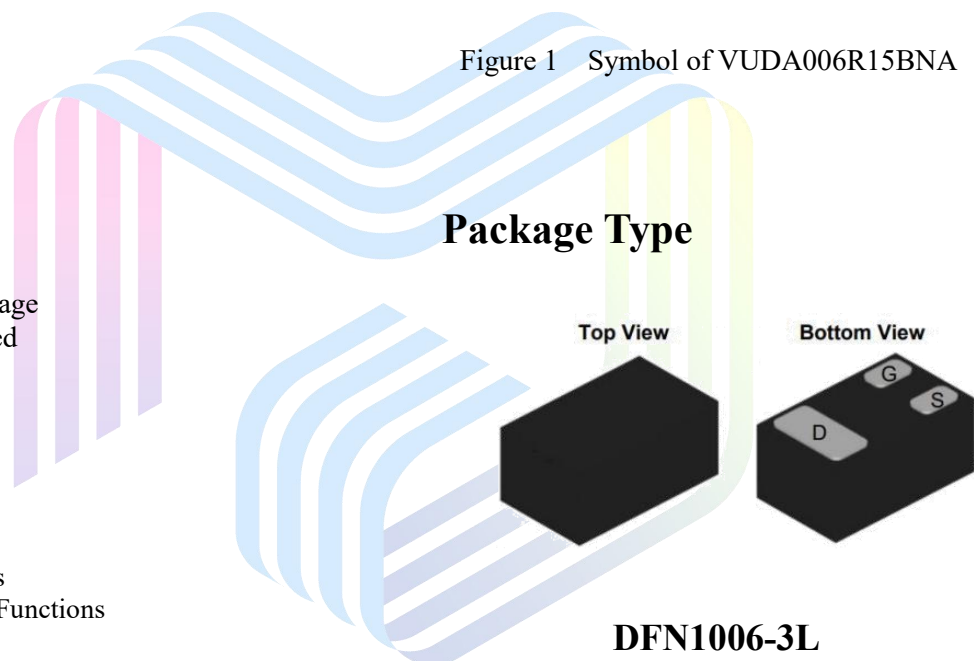 Figure 1 Symbol of VUDA006R15BNA
Package Type
Top View
Bottom View
G
S
D
Functions
DFN1006-3L